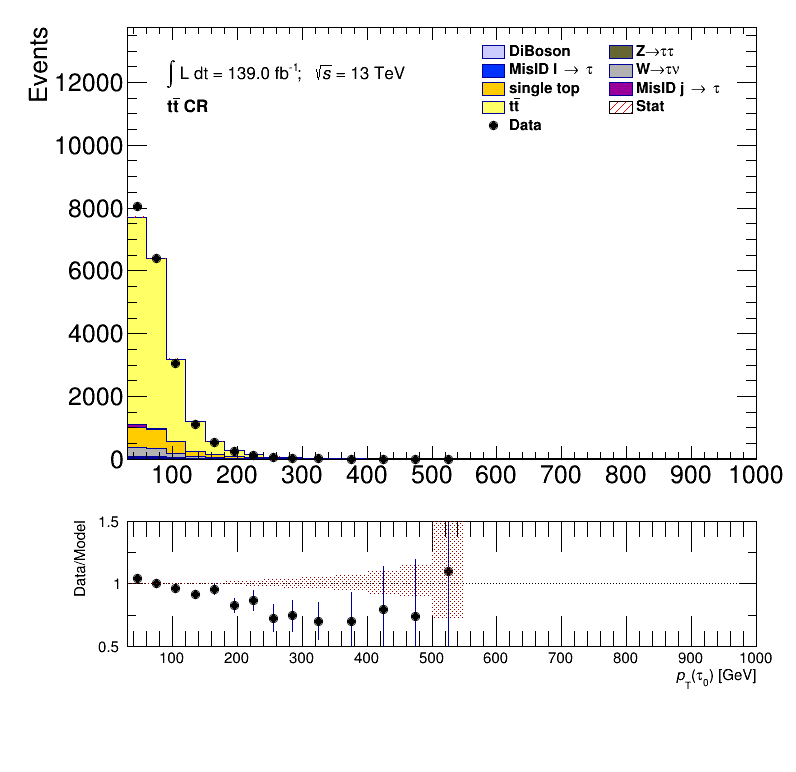 Events
12000
10000
8000
6000
4000
2000
0
∫ L dt = 139.0 fb⁻¹; √s = 13 TeV
tt̄ CR
DiBoson
MisID l → τ
single top
tt̄
Data
Z→ττ
W→τν
MisID j → τ
Stat
100 200 300 400 500 600 700 800 900 1000
Data/Model
1.5
1
0.5
100 200 300 400 500 600 700 800 900 1000
p_T(τ_0) [GeV]